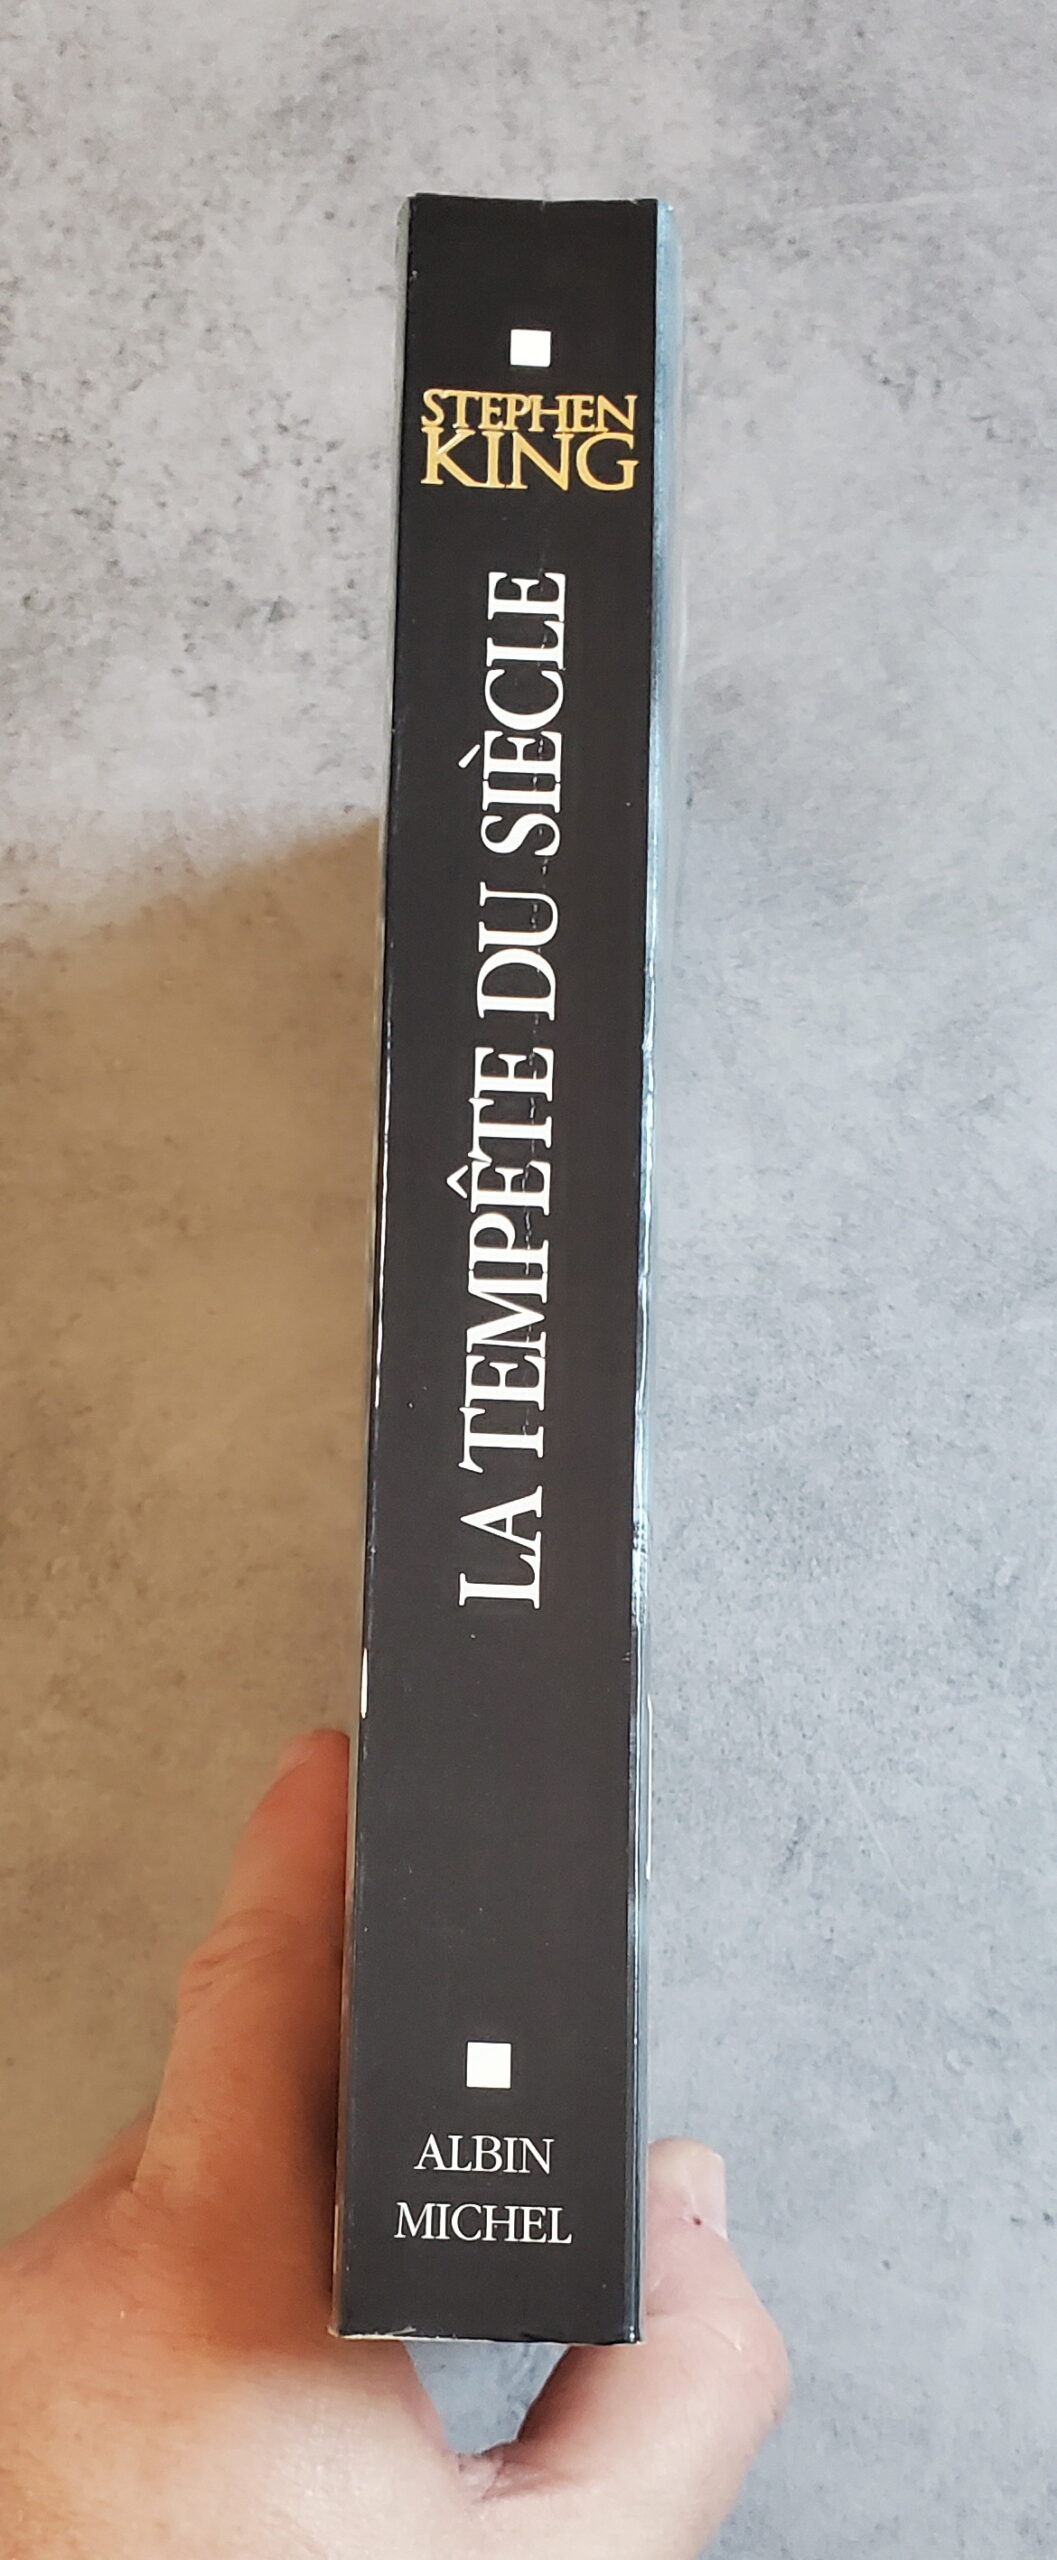 STEPHEN
KING
LA TEMPÊTE DU SIÈCLE
ALBIN
MICHEL